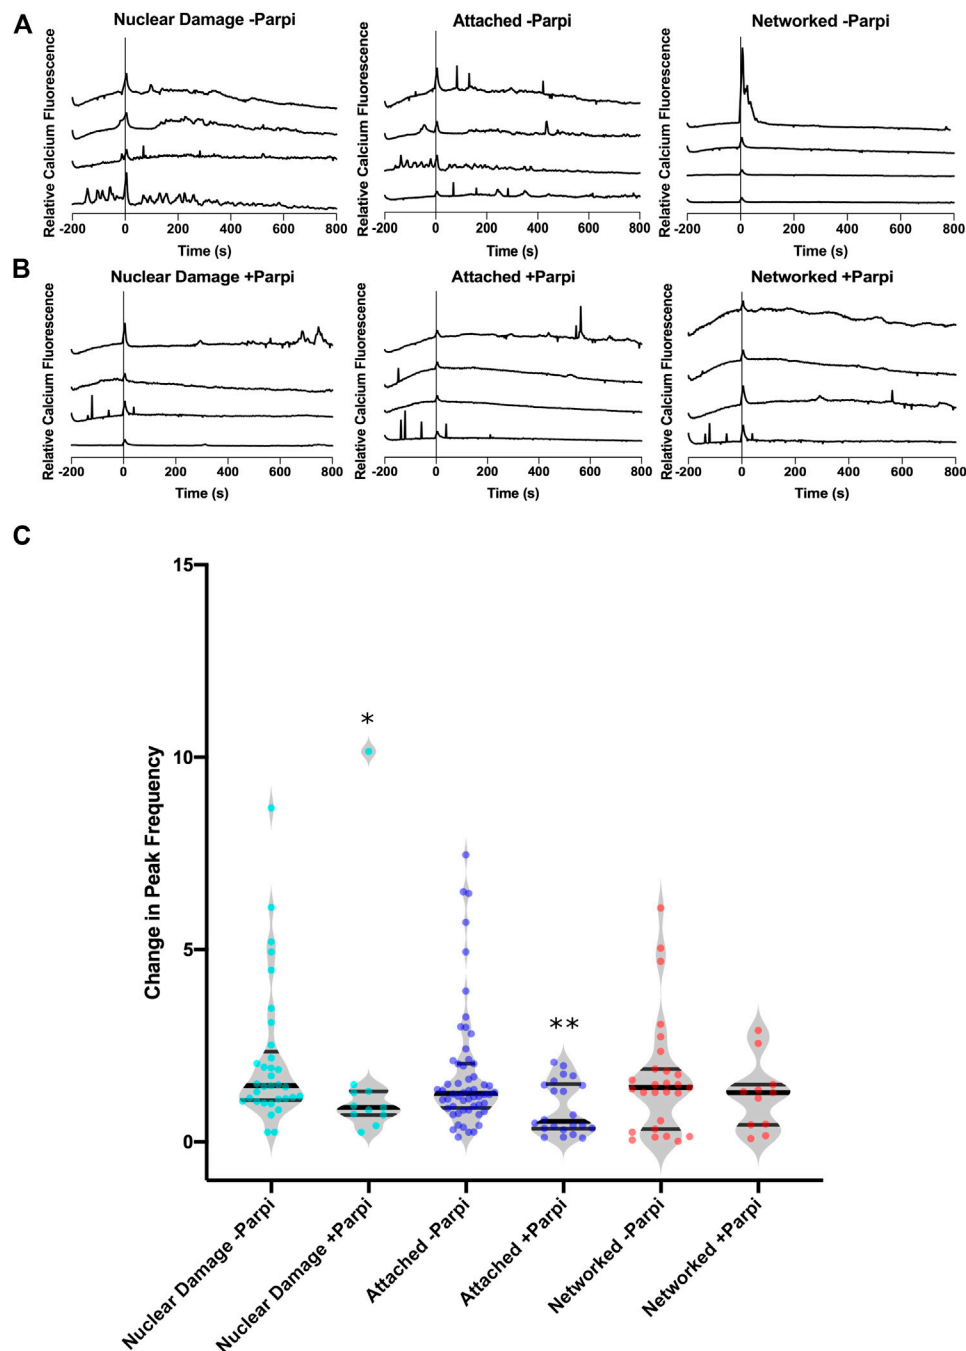 A
Nuclear Damage -Parpi
Attached -Parpi
Networked -Parpi
Relative Calcium Fluorescence
Relative Calcium Fluorescence
Relative Calcium Fluorescence
-200 0 200 400 600 800
-200 0 200 400 600 800
-200 0 200 400 600 800
Time (s)
Time (s)
Time (s)
B
Nuclear Damage +Parpi
Attached +Parpi
Networked +Parpi
Relative Calcium Fluorescence
Relative Calcium Fluorescence
Relative Calcium Fluorescence
-200 0 200 400 600 800
-200 0 200 400 600 800
-200 0 200 400 600 800
Time (s)
Time (s)
Time (s)
C
Change in Peak Frequency
15
10
5
0
*
**
Nuclear Damage -Parpi
Nuclear Damage +Parpi
Attached -Parpi
Attached +Parpi
Networked -Parpi
Networked +Parpi